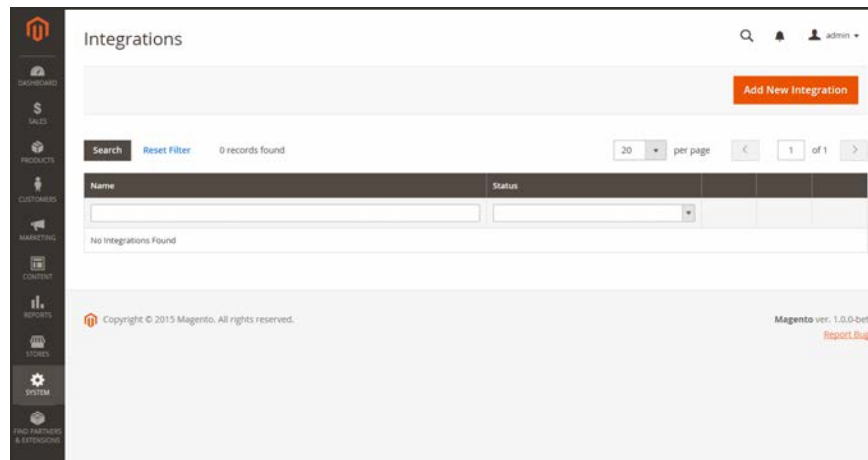 Integrations
admin
DASHBOARD
SALES
PRODUCTS
CUSTOMERS
MARKETING
CONTENT
REPORTS
STORES
SYSTEM
FIND PARTNERS
& EXTENSIONS
Add New Integration
Search Reset Filter 0 records found 20 per page 1 of 1
Name Status
No Integrations Found
Copyright © 2015 Magento. All rights reserved. Magento ver. 1.0.0-bet
Report Bug